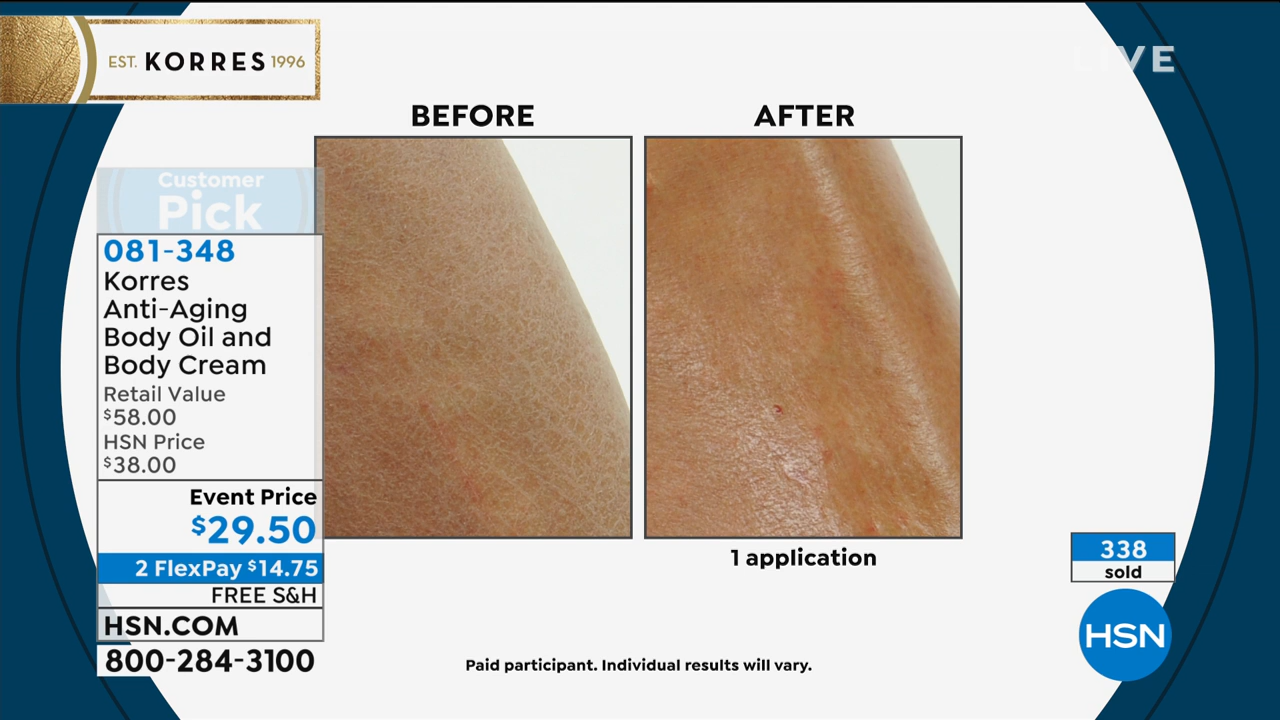 EST. KORRES 1996
LIVE
BEFORE
AFTER
Customer
Pick
081-348
Korres
Anti-Aging
Body Oil and
Body Cream
Retail Value
$58.00
HSN Price
$38.00
Event Price
$29.50
2 FlexPay $14.75
FREE S&H
HSN.COM
800-284-3100
1 application
Paid participant. Individual results will vary.
338
sold
HSN